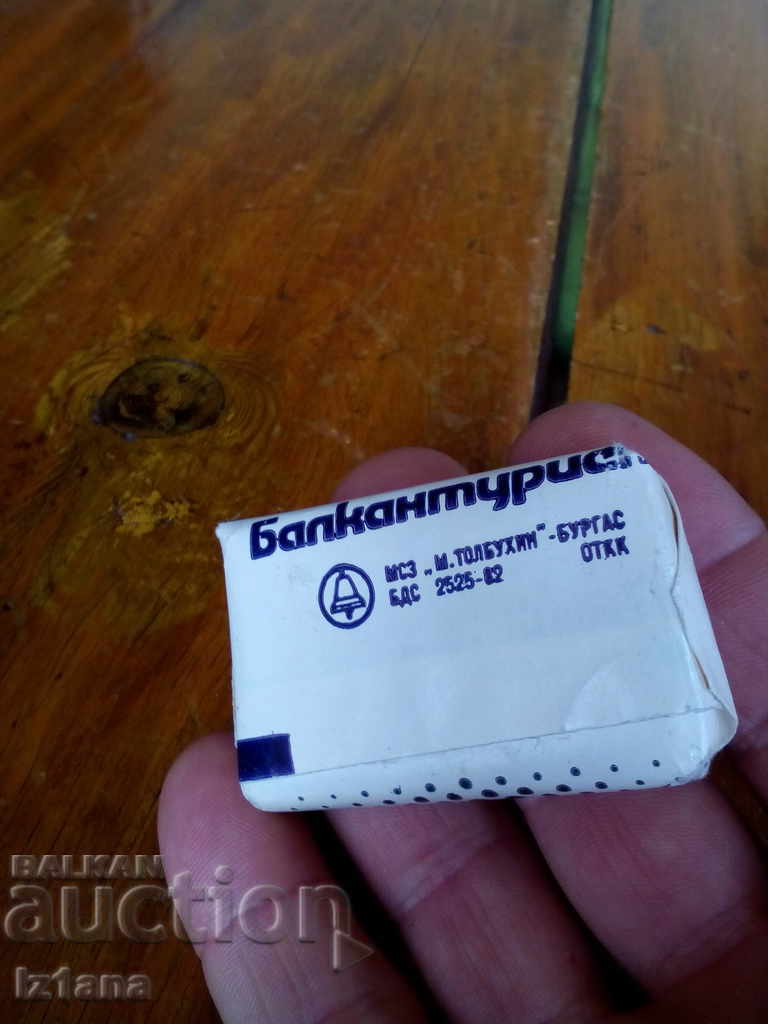 Балкантурист
МСЗ „М.ТОЛБУХИН"-БУРГАС
БДС 2525-82 ОТКК
BALKAN
auction
Iz1ana